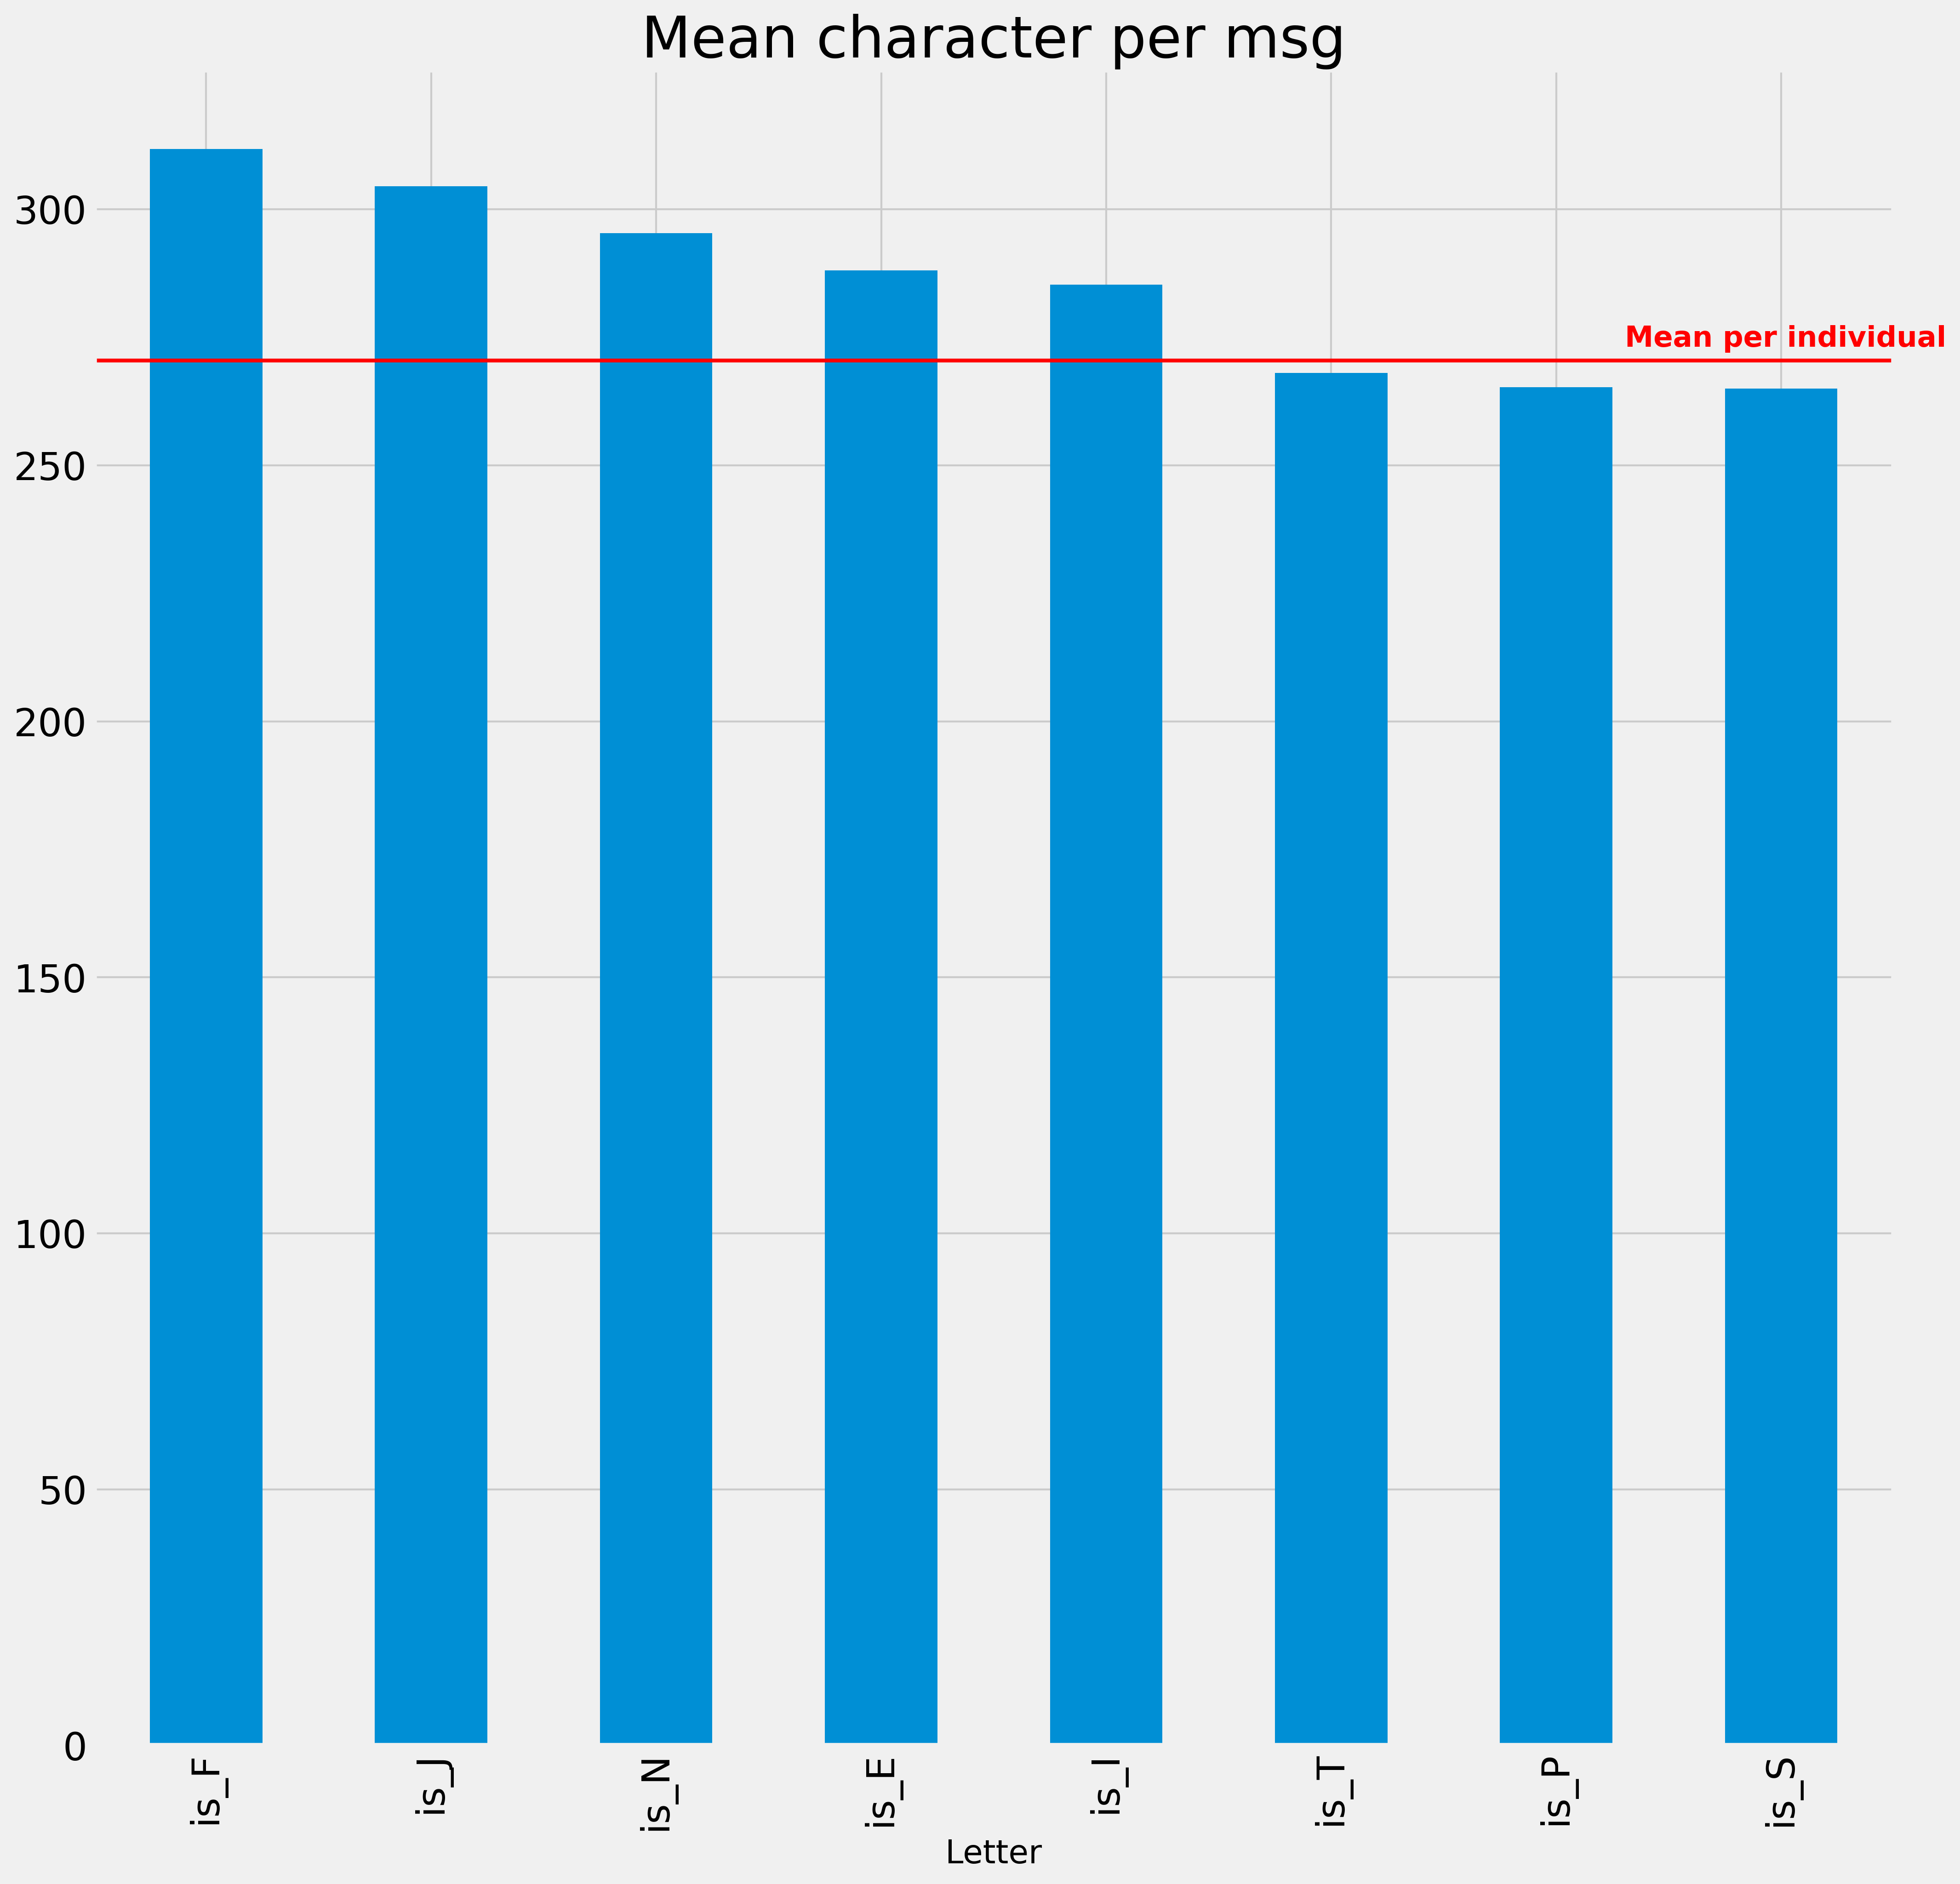 Mean character per msg
300
Mean per individual
250
200
150
100
50
0
is_F
is_J
is_N
is_E
is_I
is_T
is_P
is_S
Letter